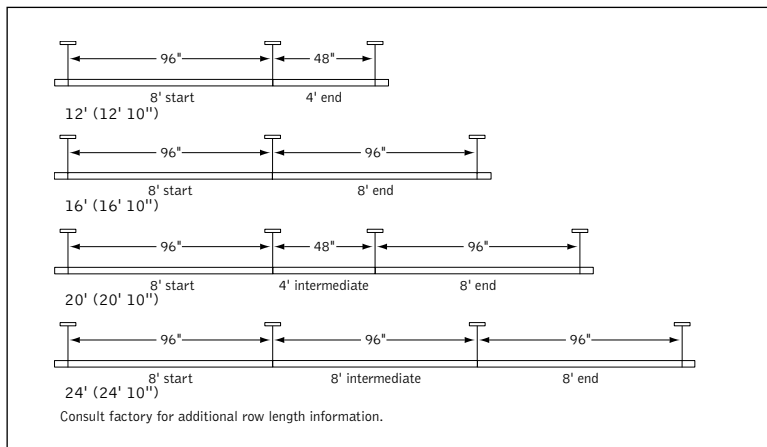 96" 48"
8' start 4' end
12' (12' 10")
96" 96"
8' start 8' end
16' (16' 10")
96" 48" 96"
8' start 4' intermediate 8' end
20' (20' 10")
96" 96" 96"
8' start 8' intermediate 8' end
24' (24' 10")
Consult factory for additional row length information.